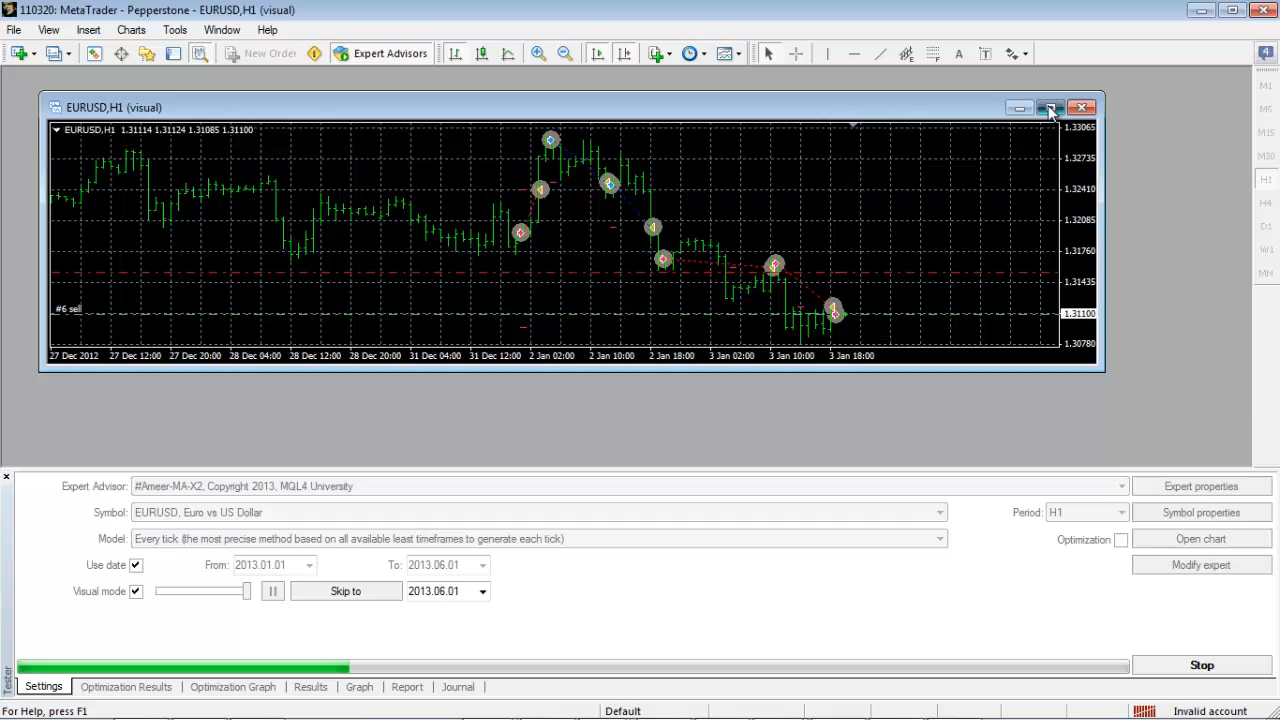 110320: MetaTrader - Pepperstone - EURUSD,H1 (visual)
File View Insert Charts Tools Window Help
New Order Expert Advisors A T 4
M1
M5
M15
M30
H1
H4
D1
W1
MN
EURUSD,H1 (visual)
EURUSD,H1 1.31114 1.31124 1.31085 1.31100
1.33065
1.32735
1.32410
1.32085
1.31760
1.31435
#6 sell
1.31100
1.30780
27 Dec 2012 27 Dec 12:00 27 Dec 20:00 28 Dec 04:00 28 Dec 12:00 28 Dec 20:00 31 Dec 04:00 31 Dec 12:00 2 Jan 02:00 2 Jan 10:00 2 Jan 18:00 3 Jan 02:00 3 Jan 10:00 3 Jan 18:00
Expert Advisor: #Ameer-MA-X2, Copyright 2013, MQL4 University Expert properties
Symbol: EURUSD, Euro vs US Dollar Period: H1 Symbol properties
Model: Every tick (the most precise method based on all available least timeframes to generate each tick) Optimization Open chart
Use date From: 2013.01.01 To: 2013.06.01 Modify expert
Visual mode Skip to 2013.06.01
Stop
Tester
Settings Optimization Results Optimization Graph Results Graph Report Journal
For Help, press F1 Default Invalid account